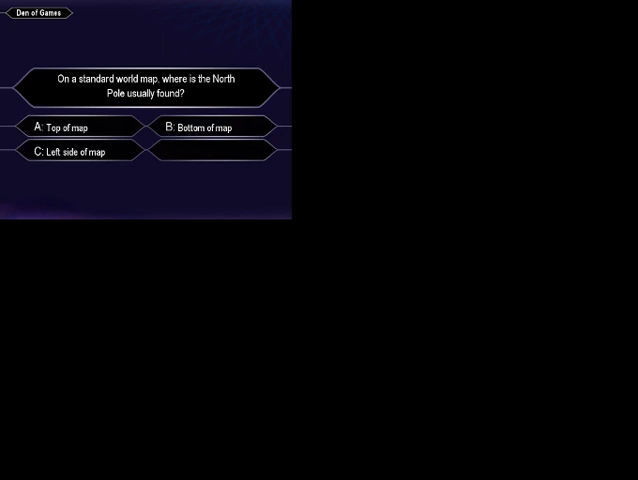 Den of Games
On a standard world map, where is the North
Pole usually found?
A: Top of map
B: Bottom of map
C: Left side of map